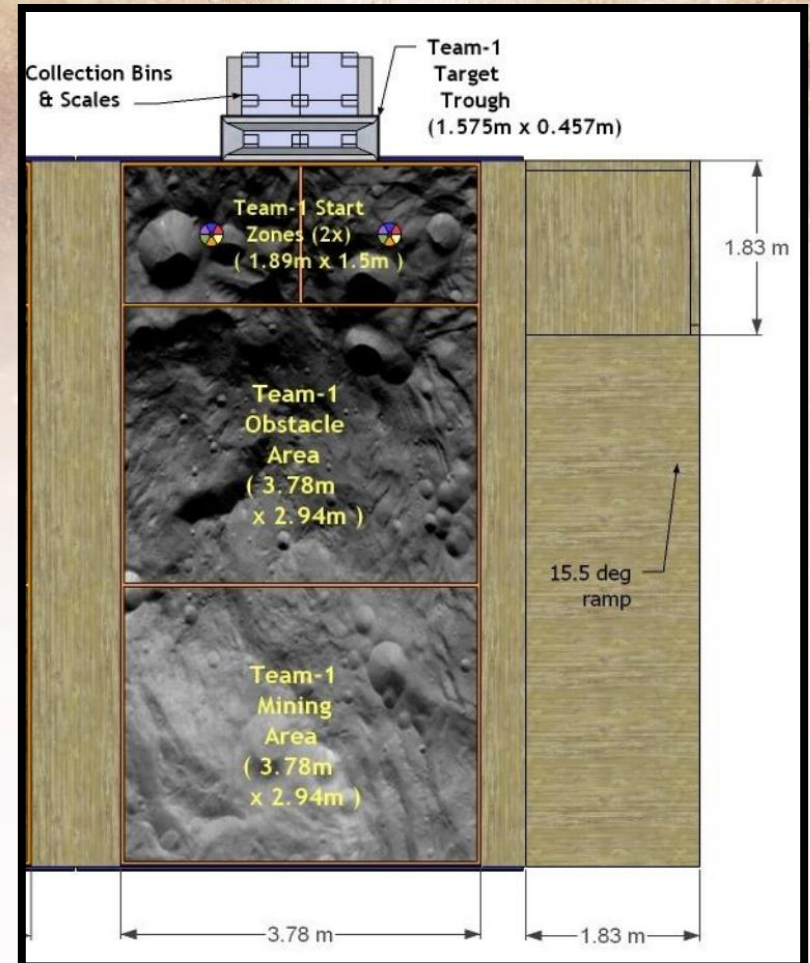 Collection Bins
& Scales
Team-1
Target
Trough
(1.575m x 0.457m)
Team-1 Start
Zones (2x)
( 1.89m x 1.5m )
1.83 m
Team-1
Obstacle
Area
( 3.78m
x 2.94m )
15.5 deg
ramp
Team-1
Mining
Area
( 3.78m
x 2.94m )
3.78 m
1.83 m